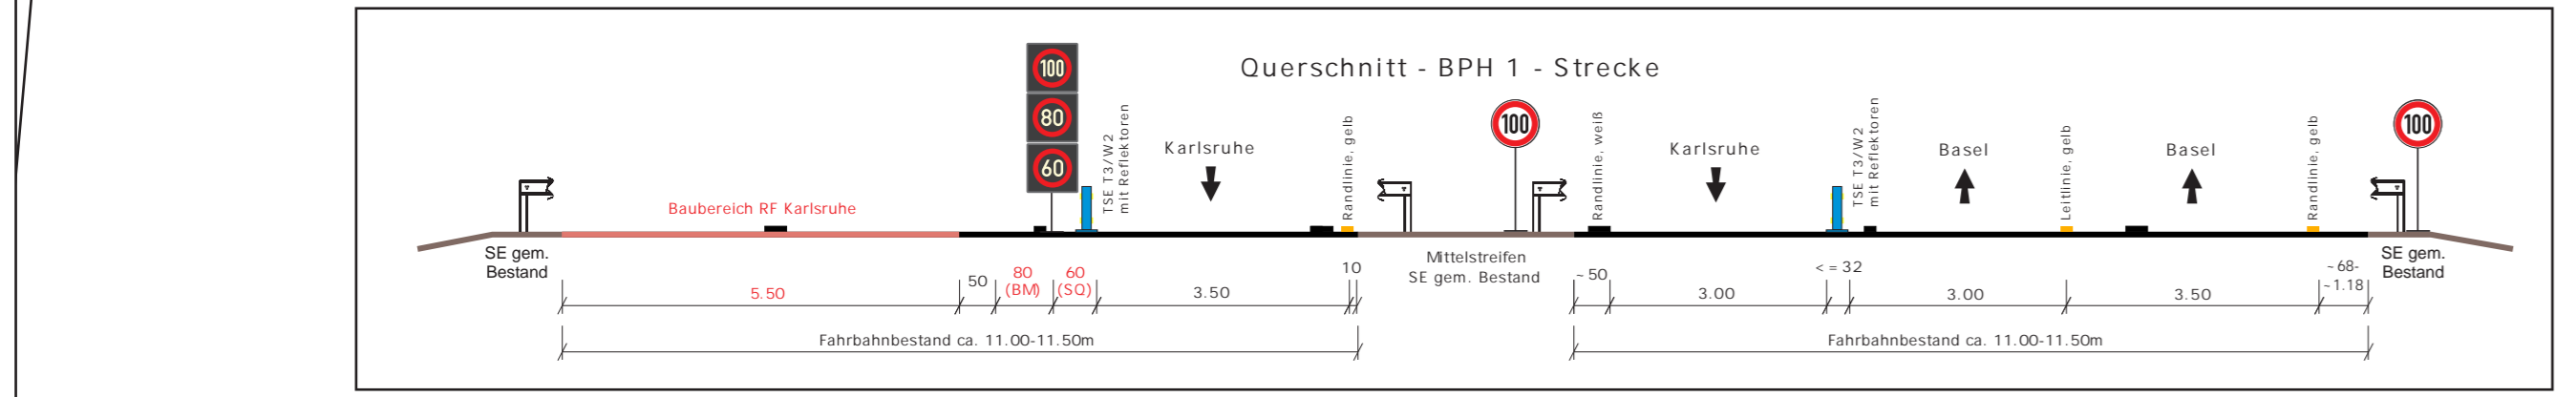 Querschnitt - BPH 1 - Strecke
100
80
60
TSE T3/W2
mit Reflektoren
Karlsruhe
Randlinie, gelb
100
Randlinie, weiß
Karlsruhe
TSE T3/W2
mit Reflektoren
Basel
Leitlinie, gelb
Basel
Randlinie, gelb
100
Baubereich RF Karlsruhe
SE gem.
Bestand
Mittelstreifen
SE gem. Bestand
SE gem.
Bestand
5.50
50
80
(BM)
60
(SQ)
3.50
10
~50
3.00
<=32
3.00
3.50
~68-
~1.18
Fahrbahnbestand ca. 11.00-11.50m
Fahrbahnbestand ca. 11.00-11.50m